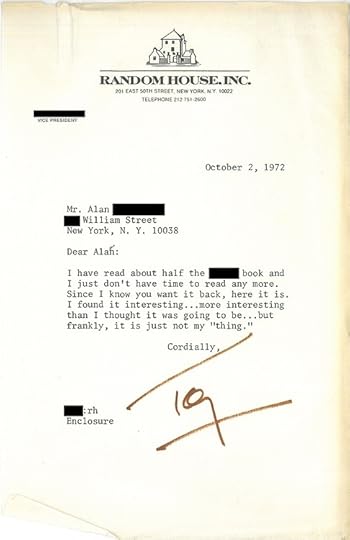 RANDOM HOUSE, INC.
201 EAST 50TH STREET, NEW YORK, N.Y. 10022
TELEPHONE 212 751-2600
VICE PRESIDENT
October 2, 1972
Mr. Alan
William Street
New York, N. Y. 10038
Dear Alan:
I have read about half the book and
I just don't have time to read any more.
Since I know you want it back, here it is.
I found it interesting...more interesting
than I thought it was going to be...but
frankly, it is just not my "thing."
Cordially,
:rh
Enclosure